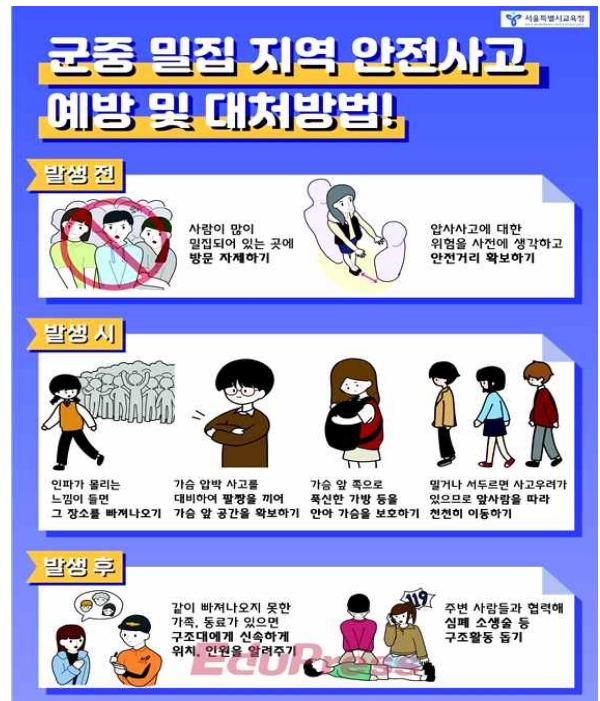 서울특별시교육청
군중 밀집 지역 안전사고
예방 및 대처방법!
발생 전
사람이 많이
밀집되어 있는 곳에
방문 자제하기
압사사고에 대한
위험을 사전에 생각하고
안전거리 확보하기
발생 시
인파가 몰리는
느낌이 들면
그 장소를 빠져나오기
가슴 압박 사고를
대비하여 팔짱을 끼어
가슴 앞 공간을 확보하기
가슴 앞 쪽으로
푹신한 가방 등을
안아 가슴을 보호하기
밀거나 서두르면 사고우려가
있으므로 앞사람을 따라
천천히 이동하기
발생 후
같이 빠져나오지 못한
가족, 동료가 있으면
구조대에게 신속하게
위치, 인원을 알려주기
119
주변 사람들과 협력해
심폐 소생술 등
구조활동 돕기
EduPress